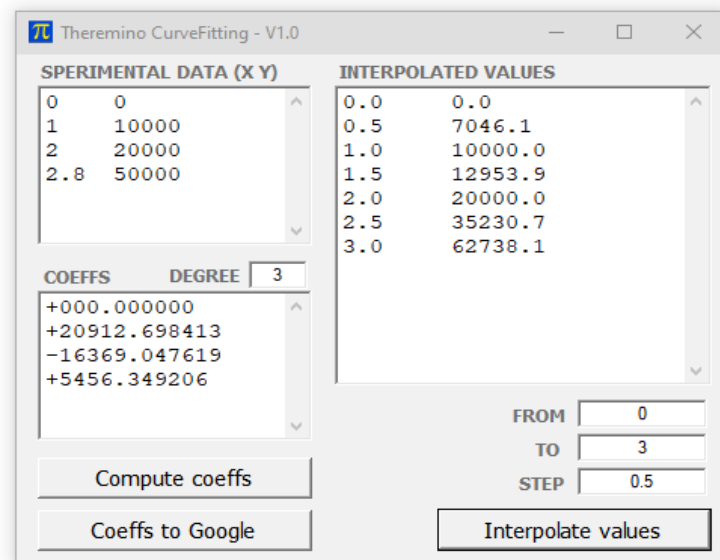 Theremino CurveFitting - V1.0
SPERIMENTAL DATA (X Y)
0 0
1 10000
2 20000
2.8 50000
COEFFS DEGREE 3
+000.000000
+20912.698413
-16369.047619
+5456.349206
Compute coeffs
Coeffs to Google
INTERPOLATED VALUES
0.0 0.0
0.5 7046.1
1.0 10000.0
1.5 12953.9
2.0 20000.0
2.5 35230.7
3.0 62738.1
FROM 0
TO 3
STEP 0.5
Interpolate values